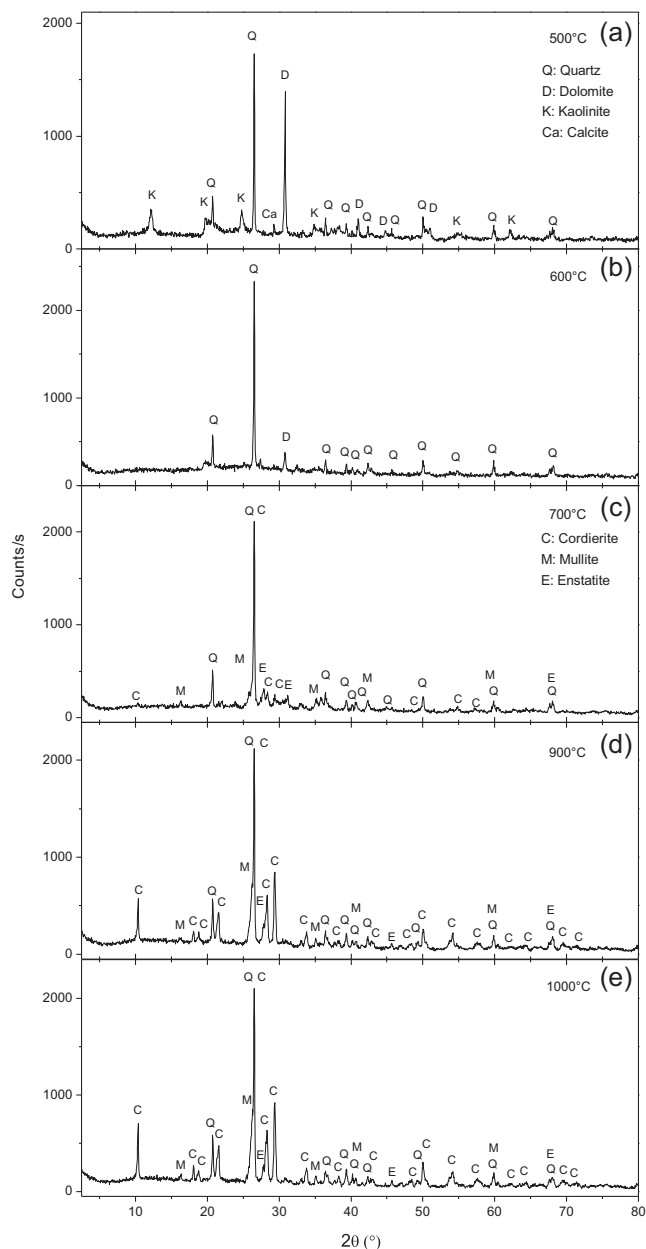 2000
(a)
500°C
Q
D
Q: Quartz
D: Dolomite
K: Kaolinite
Ca: Calcite
1000
K K Q K Ca K Q Q D Q D Q Q D K Q K Q
0
(b)
600°C
Q
2000
1000
Q D Q Q Q Q Q Q Q Q
0
(c)
700°C
Q C
C: Cordierite
M: Mullite
E: Enstatite
2000
1000
C M Q M E C C E M Q Q Q Q M Q C Q C C M Q E Q
0
(d)
900°C
Q C
2000
1000
C M C C Q C M E C C C M Q C Q M Q Q C E C Q C C C M Q C C E Q C C
0
(e)
1000°C
Q C
2000
1000
C M C C Q C M E C C C M Q C Q M Q Q C E C Q C C C M Q C C E Q C C
0
10 20 30 40 50 60 70 80
2θ (°)
Counts/s